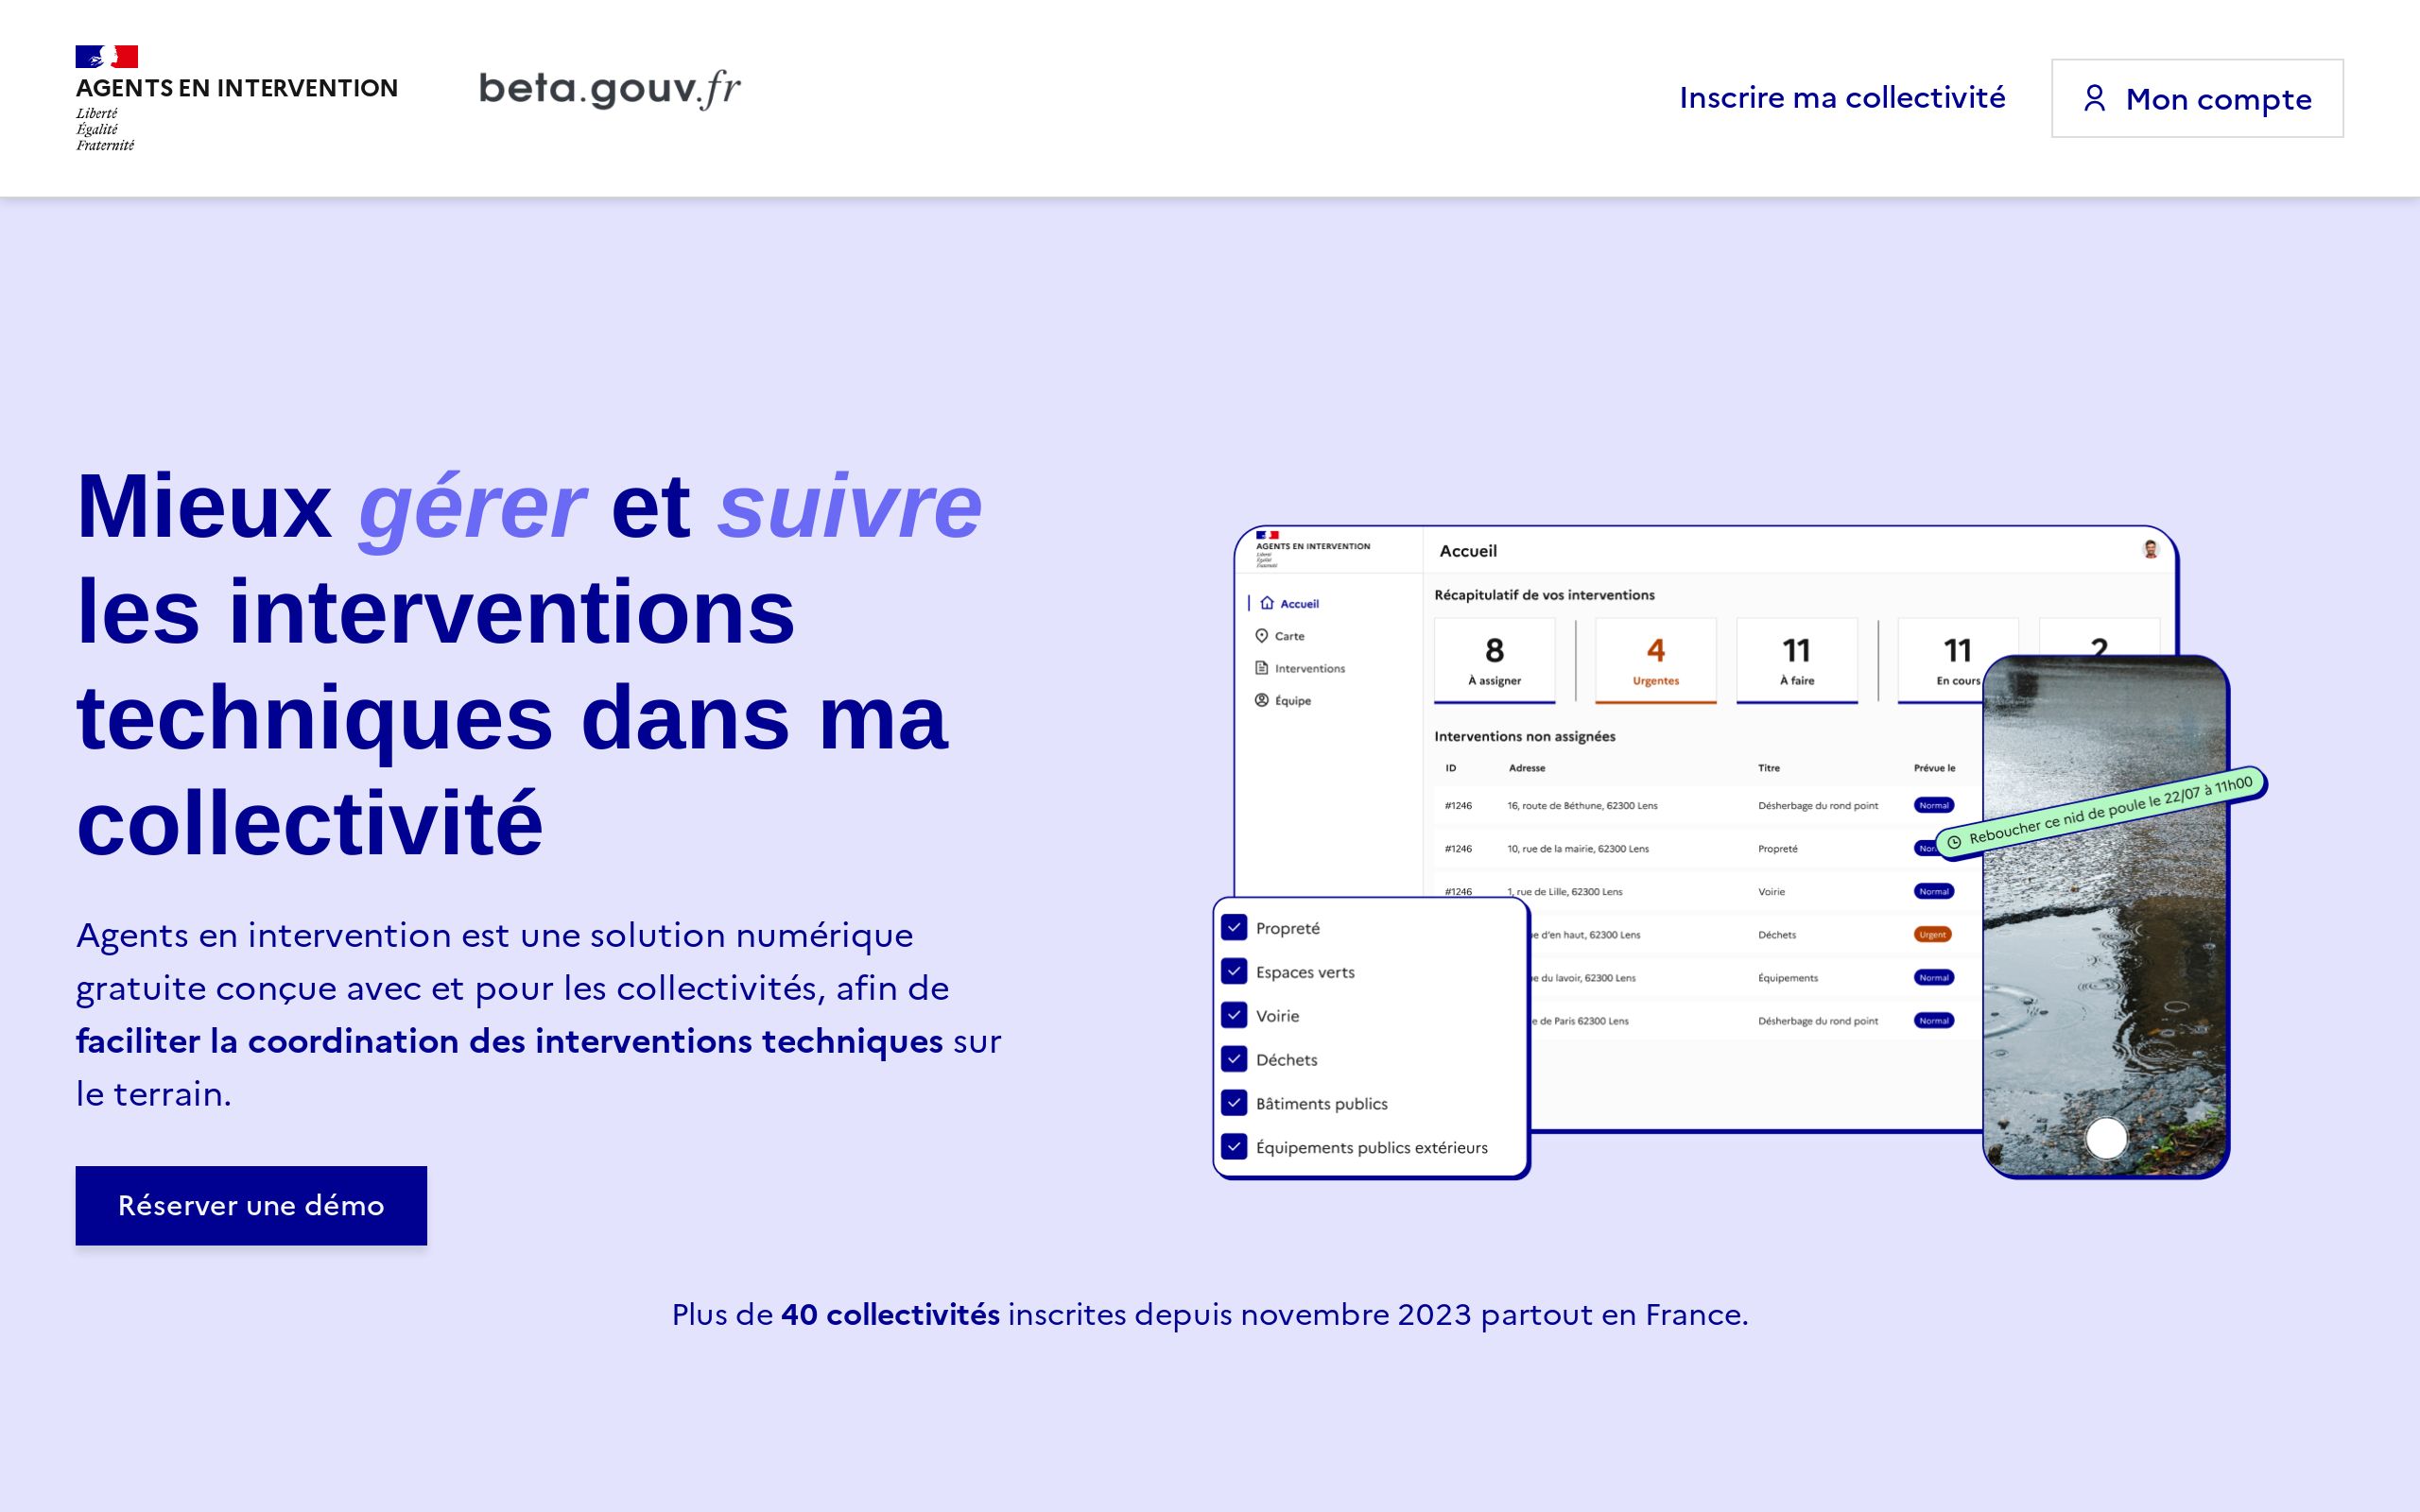 AGENTS EN INTERVENTION
Liberté
Égalité
Fraternité
beta.gouv.fr
Inscrire ma collectivité
Mon compte
Mieux gérer et suivre
les interventions
techniques dans ma
collectivité
Agents en intervention est une solution numérique
gratuite conçue avec et pour les collectivités, afin de
faciliter la coordination des interventions techniques sur
le terrain.
Réserver une démo
AGENTS EN INTERVENTION
Liberté
Égalité
Fraternité
Accueil
Accueil
Carte
Interventions
Équipe
Récapitulatif de vos interventions
8 4 11 11 2
À assigner Urgentes À faire En cours
Interventions non assignées
ID Adresse Titre Prévue le
#1246 16, route de Béthune, 62300 Lens Désherbage du rond point Normal
#1246 10, rue de la mairie, 62300 Lens Propreté
#1246 1, rue de Lille, 62300 Lens Voirie Normal
d'en haut, 62300 Lens Déchets Urgent
du lavoir, 62300 Lens Équipements Normal
de Paris 62300 Lens Désherbage du rond point Normal
Reboucher ce nid de poule le 22/07 à 11h00
Propreté
Espaces verts
Voirie
Déchets
Bâtiments publics
Équipements publics extérieurs
Plus de 40 collectivités inscrites depuis novembre 2023 partout en France.